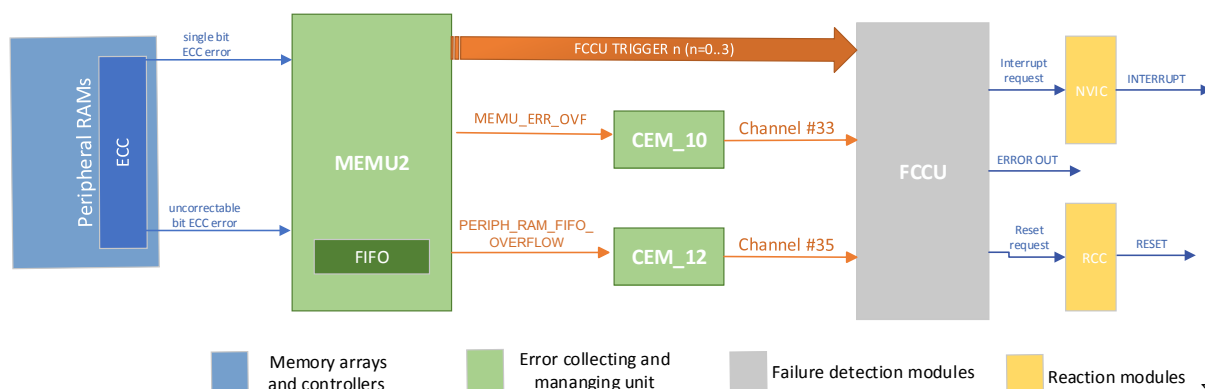 single bit
ECC error
FCCU TRIGGER n (n=0..3)
Peripheral RAMs
ECC
MEMU2
FIFO
uncorrectable
bit ECC error
MEMU_ERR_OVF
CEM_10
Channel #33
PERIPH_RAM_FIFO_
OVERFLOW
CEM_12
Channel #35
FCCU
Interrupt
request
NVIC
INTERRUPT
ERROR OUT
Reset
request
RCC
RESET
Memory arrays
and controllers
Error collecting and
mananging unit
Failure detection modules
Reaction modules